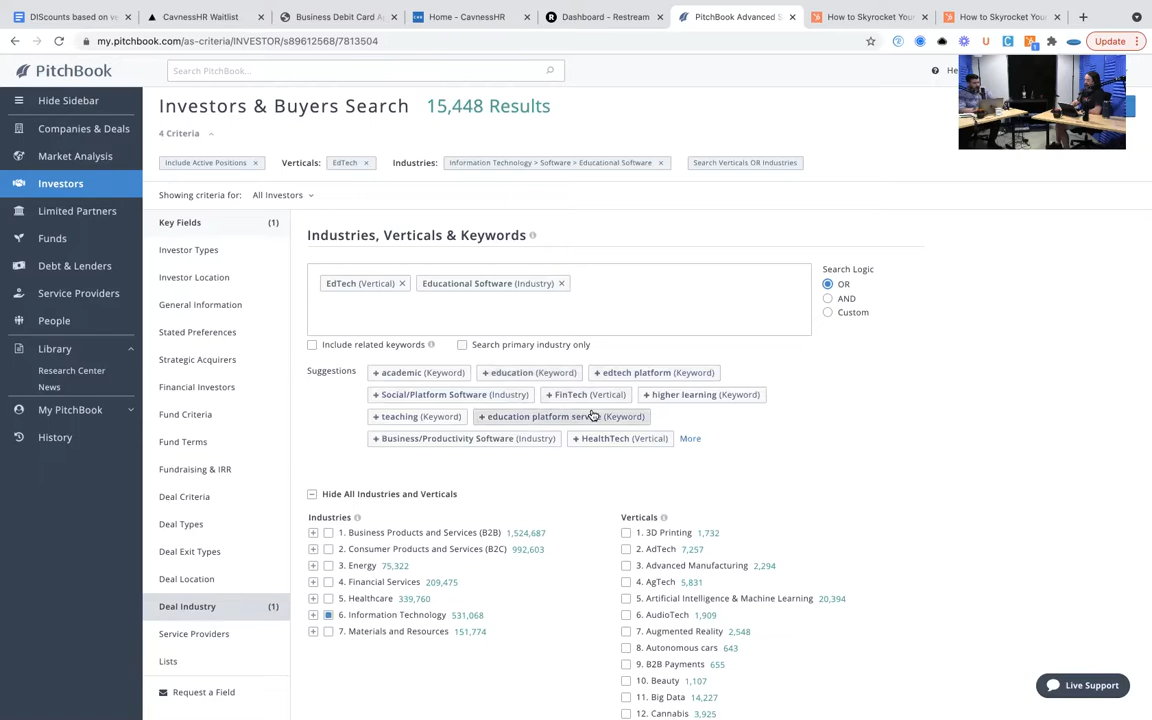 DIScounts based on v
CavnessHR Waitlist
Business Debit Card A
Home - CavnessHR
Dashboard - Restream
PitchBook Advanced S
How to Skyrocket You
How to Skyrocket You
my.pitchbook.com/as-criteria/INVESTOR/s89612568/7813504
Update
PitchBook
Search PitchBook...
He
Hide Sidebar
Companies & Deals
Market Analysis
Investors
Limited Partners
Funds
Debt & Lenders
Service Providers
People
Library
Research Center
News
My PitchBook
History
Investors & Buyers Search 15,448 Results
4 Criteria
Include Active Positions × Verticals: EdTech × Industries: Information Technology > Software > Educational Software × Search Verticals OR Industries
Showing criteria for: All Investors
Key Fields (1)
Investor Types
Investor Location
General Information
Stated Preferences
Strategic Acquirers
Financial Investors
Fund Criteria
Fund Terms
Fundraising & IRR
Deal Criteria
Deal Types
Deal Exit Types
Deal Location
Deal Industry (1)
Service Providers
Lists
Request a Field
Industries, Verticals & Keywords
EdTech (Vertical) × Educational Software (Industry) ×
Search Logic
OR
AND
Custom
Include related keywords Search primary industry only
Suggestions + academic (Keyword) + education (Keyword) + edtech platform (Keyword)
+ Social/Platform Software (Industry) + FinTech (Vertical) + higher learning (Keyword)
+ teaching (Keyword) + education platform (Keyword)
+ Business/Productivity Software (Industry) + HealthTech (Vertical) More
Hide All Industries and Verticals
Industries
1. Business Products and Services (B2B) 1,524,687
2. Consumer Products and Services (B2C) 992,603
3. Energy 75,322
4. Financial Services 209,475
5. Healthcare 339,760
6. Information Technology 531,068
7. Materials and Resources 151,774
Verticals
1. 3D Printing 1,732
2. AdTech 7,257
3. Advanced Manufacturing 2,294
4. AgTech 5,831
5. Artificial Intelligence & Machine Learning 20,394
6. AudioTech 1,909
7. Augmented Reality 2,548
8. Autonomous cars 643
9. B2B Payments 655
10. Beauty 1,107
11. Big Data 14,227
12. Cannabis 3,925
Live Support